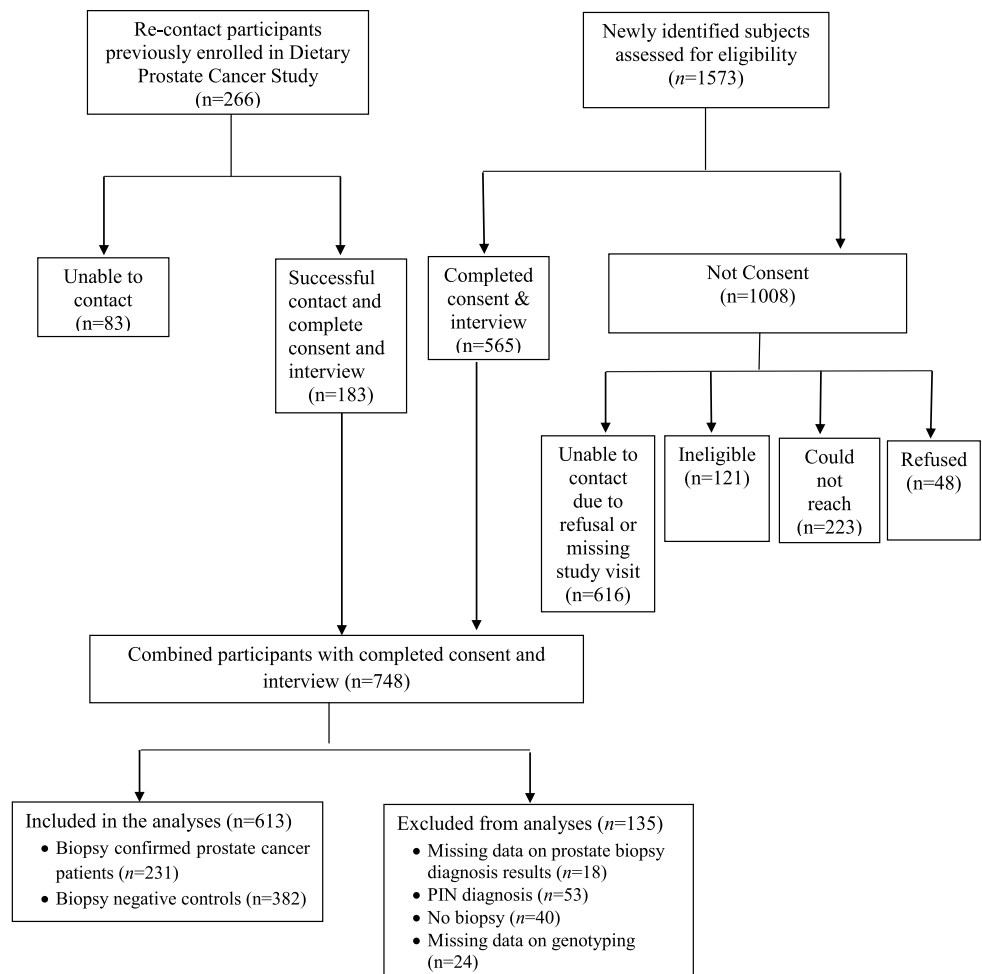 Re-contact participants
previously enrolled in Dietary
Prostate Cancer Study
(n=266)
Newly identified subjects
assessed for eligibility
(n=1573)
Unable to
contact
(n=83)
Successful
contact and
complete
consent and
interview
(n=183)
Completed
consent &
interview
(n=565)
Not Consent
(n=1008)
Unable to
contact
due to
refusal or
missing
study visit
(n=616)
Ineligible
(n=121)
Could
not
reach
(n=223)
Refused
(n=48)
Combined participants with completed consent and
interview (n=748)
Included in the analyses (n=613)
• Biopsy confirmed prostate cancer
patients (n=231)
• Biopsy negative controls (n=382)
Excluded from analyses (n=135)
• Missing data on prostate biopsy
diagnosis results (n=18)
• PIN diagnosis (n=53)
• No biopsy (n=40)
• Missing data on genotyping
(n=24)